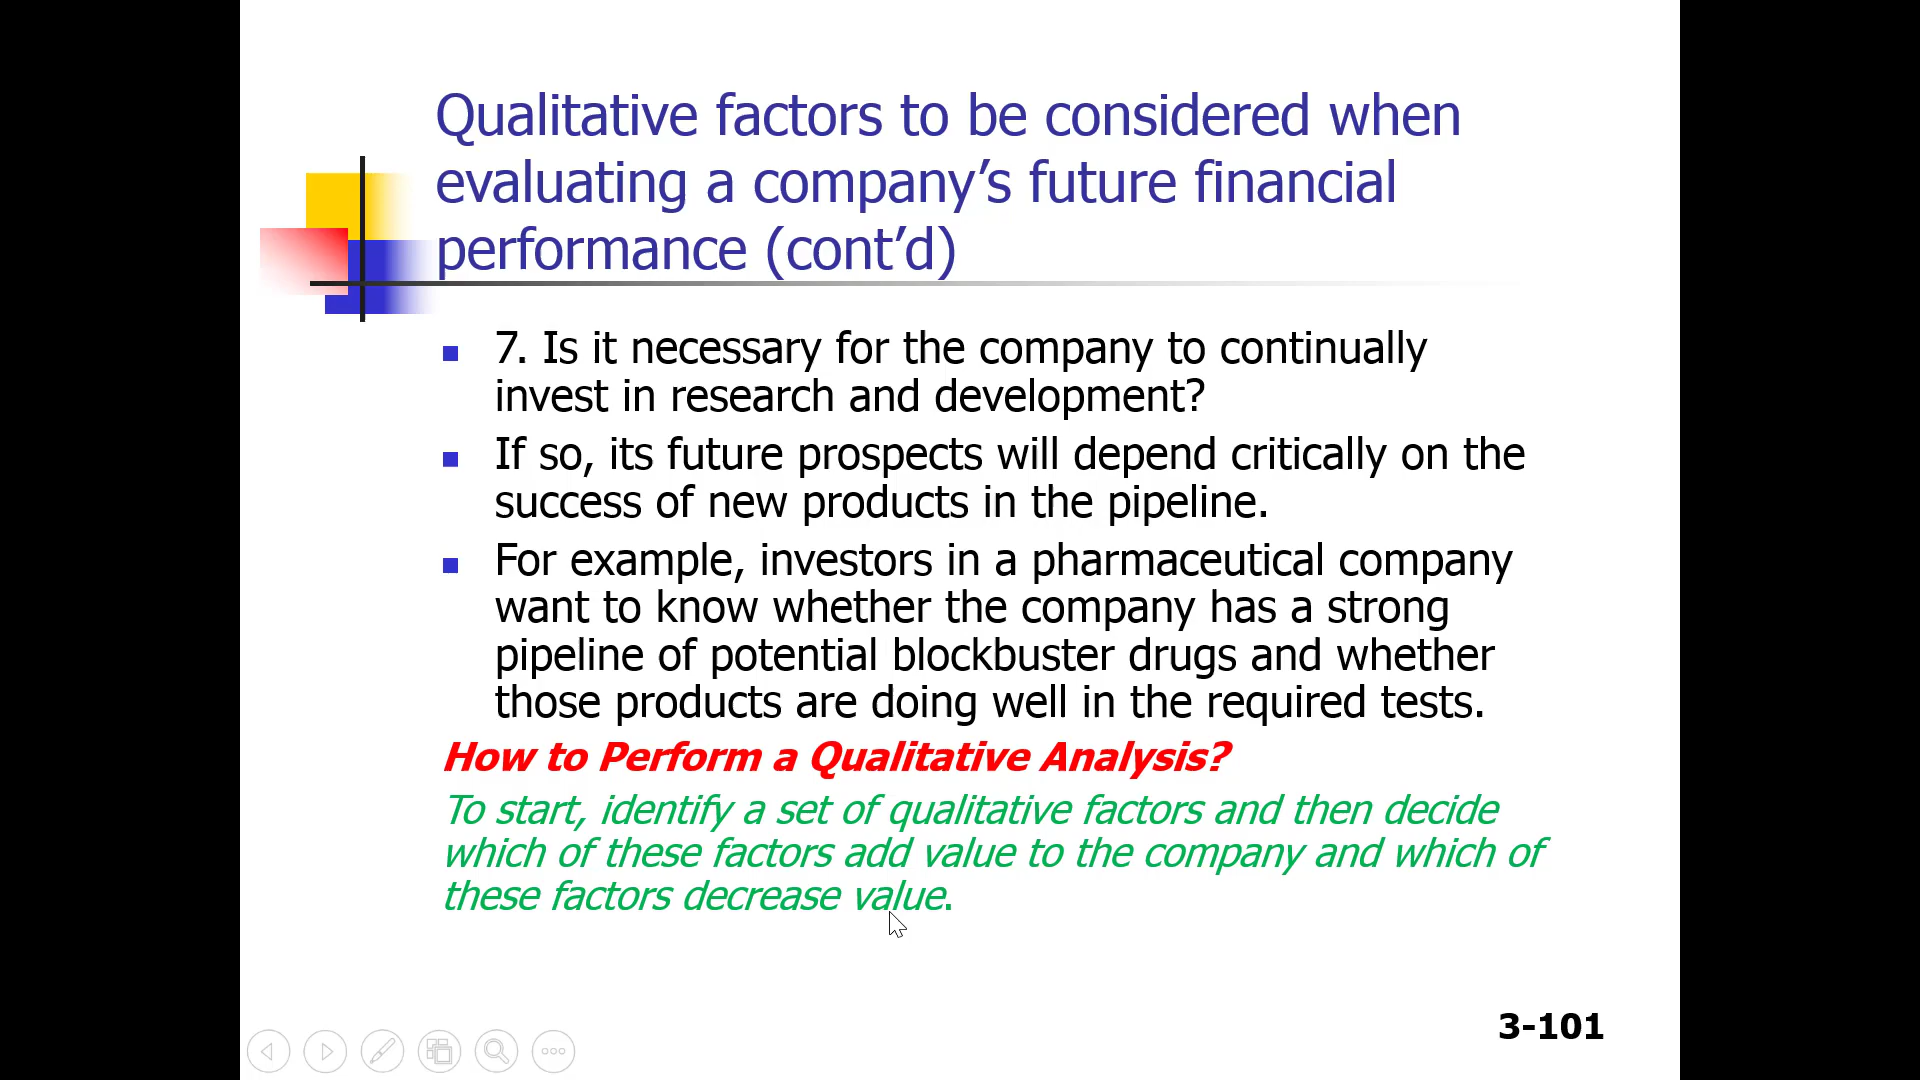 Qualitative factors to be considered when
evaluating a company’s future financial
performance (cont’d)
7. Is it necessary for the company to continually
invest in research and development?
If so, its future prospects will depend critically on the
success of new products in the pipeline.
For example, investors in a pharmaceutical company
want to know whether the company has a strong
pipeline of potential blockbuster drugs and whether
those products are doing well in the required tests.
How to Perform a Qualitative Analysis?
To start, identify a set of qualitative factors and then decide
which of these factors add value to the company and which of
these factors decrease value.
3-101